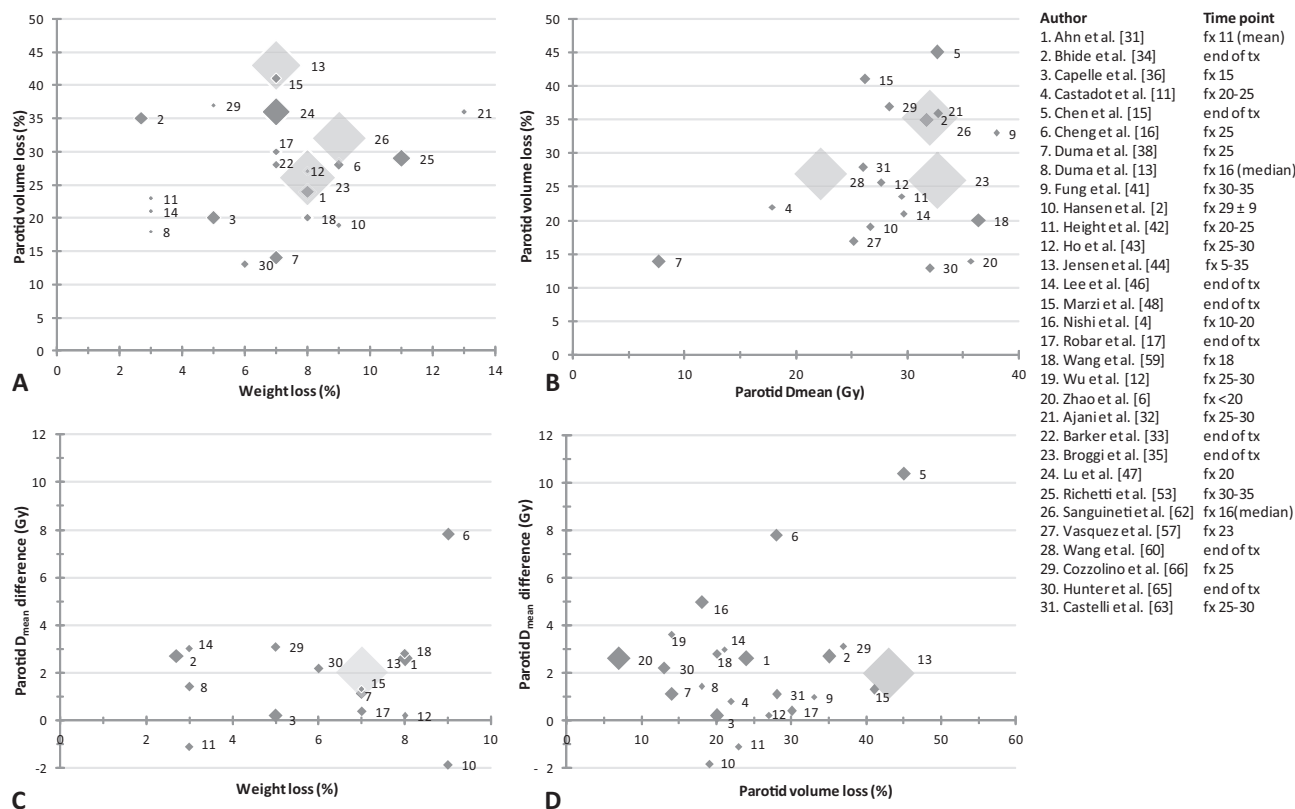 50
45
40
35
30
25
20
15
10
5
0
0 2 4 6 8 10 12 14
Parotid volume loss (%)
Weight loss (%)
A
13
15
29
2
24
21
26
17
22
12
6
25
23
1
11
14
8
3
18
10
7
30
50
45
40
35
30
25
20
15
10
5
0
0 10 20 30 40
Parotid volume loss (%)
Parotid Dmean (Gy)
B
5
15
29
21
2
26
9
31
28
12
23
11
4
14
10
18
27
7
30
20
12
10
8
6
4
2
0
-2
0 2 4 6 8 10
Parotid Dmean difference (Gy)
Weight loss (%)
C
6
14
2
29
30
13
18
1
8
15
7
3
17
12
11
10
12
10
8
6
4
2
0
- 2
0 10 20 30 40 50 60
Parotid Dmean difference (Gy)
Parotid volume loss (%)
D
5
6
16
19
14
29
20
18
1
2
13
30
7
8
31
9
15
4
3
12
17
11
10
Author Time point
1. Ahn et al. [31] fx 11 (mean)
2. Bhide et al. [34] end of tx
3. Capelle et al. [36] fx 15
4. Castadot et al. [11] fx 20-25
5. Chen et al. [15] end of tx
6. Cheng et al. [16] fx 25
7. Duma et al. [38] fx 25
8. Duma et al. [13] fx 16 (median)
9. Fung et al. [41] fx 30-35
10. Hansen et al. [2] fx 29 ± 9
11. Height et al. [42] fx 20-25
12. Ho et al. [43] fx 25-30
13. Jensen et al. [44] fx 5-35
14. Lee et al. [46] end of tx
15. Marzi et al. [48] end of tx
16. Nishi et al. [4] fx 10-20
17. Robar et al. [17] end of tx
18. Wang et al. [59] fx 18
19. Wu et al. [12] fx 25-30
20. Zhao et al. [6] fx <20
21. Ajani et al. [32] fx 25-30
22. Barker et al. [33] end of tx
23. Broggi et al. [35] end of tx
24. Lu et al. [47] fx 20
25. Richetti et al. [53] fx 30-35
26. Sanguineti et al. [62] fx 16(median)
27. Vasquez et al. [57] fx 23
28. Wang et al. [60] end of tx
29. Cozzolino et al. [66] fx 25
30. Hunter et al. [65] end of tx
31. Castelli et al. [63] fx 25-30